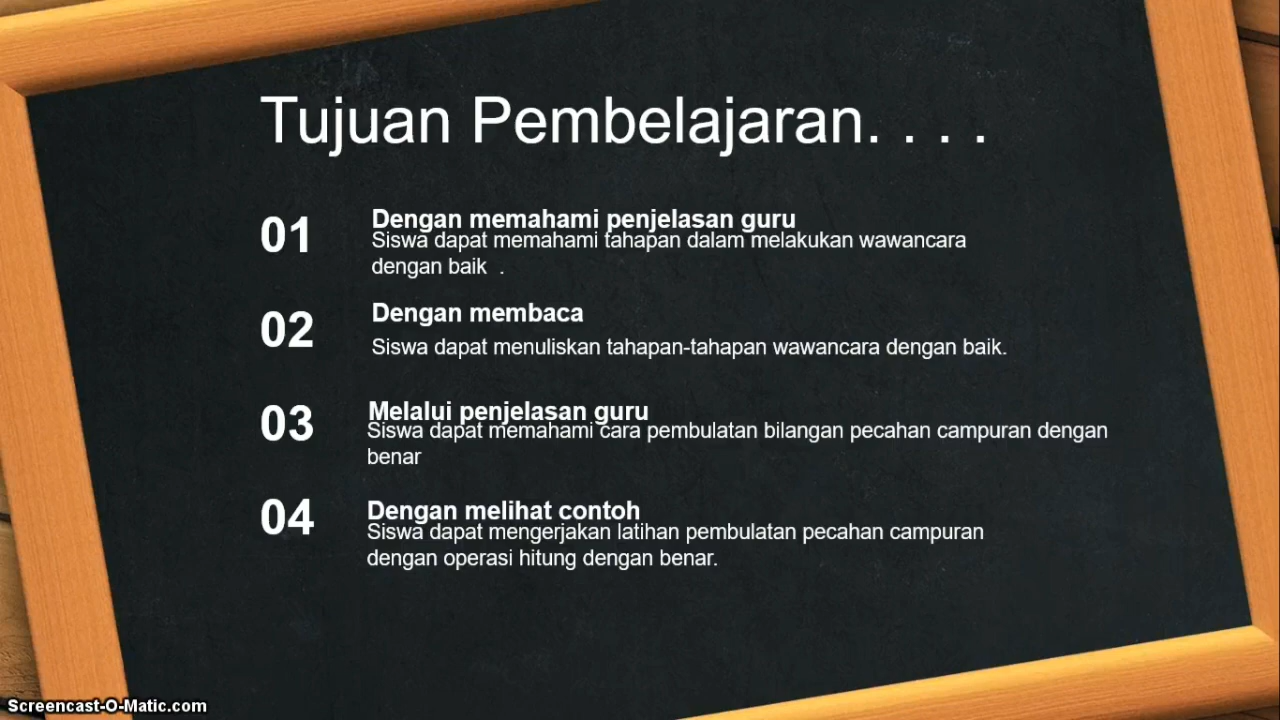 Tujuan Pembelajaran. . . .
01
Dengan memahami penjelasan guru
Siswa dapat memahami tahapan dalam melakukan wawancara
dengan baik  .
02
Dengan membaca
Siswa dapat menuliskan tahapan-tahapan wawancara dengan baik.
03
Melalui penjelasan guru
Siswa dapat memahami cara pembulatan bilangan pecahan campuran dengan
benar
04
Dengan melihat contoh
Siswa dapat mengerjakan latihan pembulatan pecahan campuran
dengan operasi hitung dengan benar.
Screencast-O-Matic.com